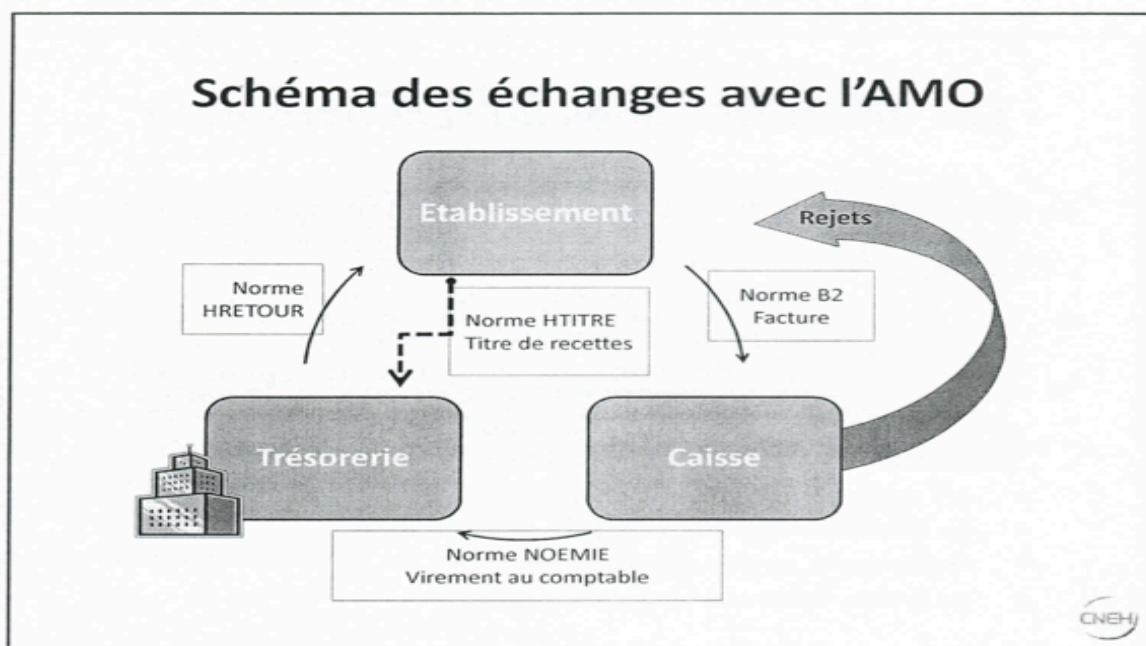 Schéma des échanges avec l'AMO
Etablissement
Rejets
Norme
HRETOUR
Norme HTITRE
Titre de recettes
Norme B2
Facture
Trésorerie
Caisse
Norme NOEMIE
Virement au comptable
CNEH